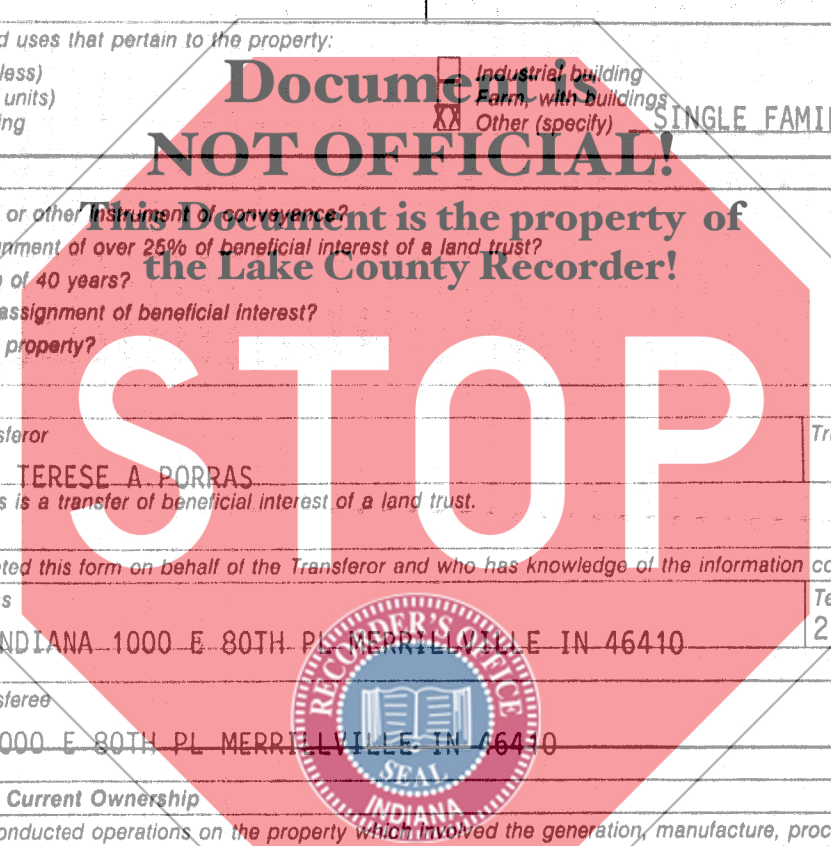 d uses that pertain to the property:
less)
Industrial building
units)
Farm, with buildings
ing
XX Other (specify) SINGLE FAMI
Document is
NOT OFFICIAL!
This Document is the property of
the Lake County Recorder!
or other instrument of conveyance?
nment of over 25% of beneficial interest of a land trust?
of 40 years?
assignment of beneficial interest?
property?
STOP
sferor
Tr
TERESE A PORRAS
s is a transfer of beneficial interest of a land trust.
ted this form on behalf of the Transferor and who has knowledge of the information co
s
Te
NDIANA 1000 E 80TH PL MERRILLVILLE IN 46410
2
RECORDER'S OFFICE
SEAL
INDIANA
sferee
000 E 80TH PL MERRILLVILLE IN 46410
Current Ownership
onducted operations on the property which involved the generation, manufacture, proc